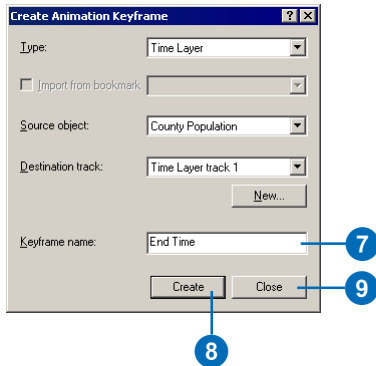 Create Animation Keyframe
Type: Time Layer
Import from bookmark
Source object: County Population
Destination track: Time Layer track 1
New...
Keyframe name: End Time 7
Create Close 9
8